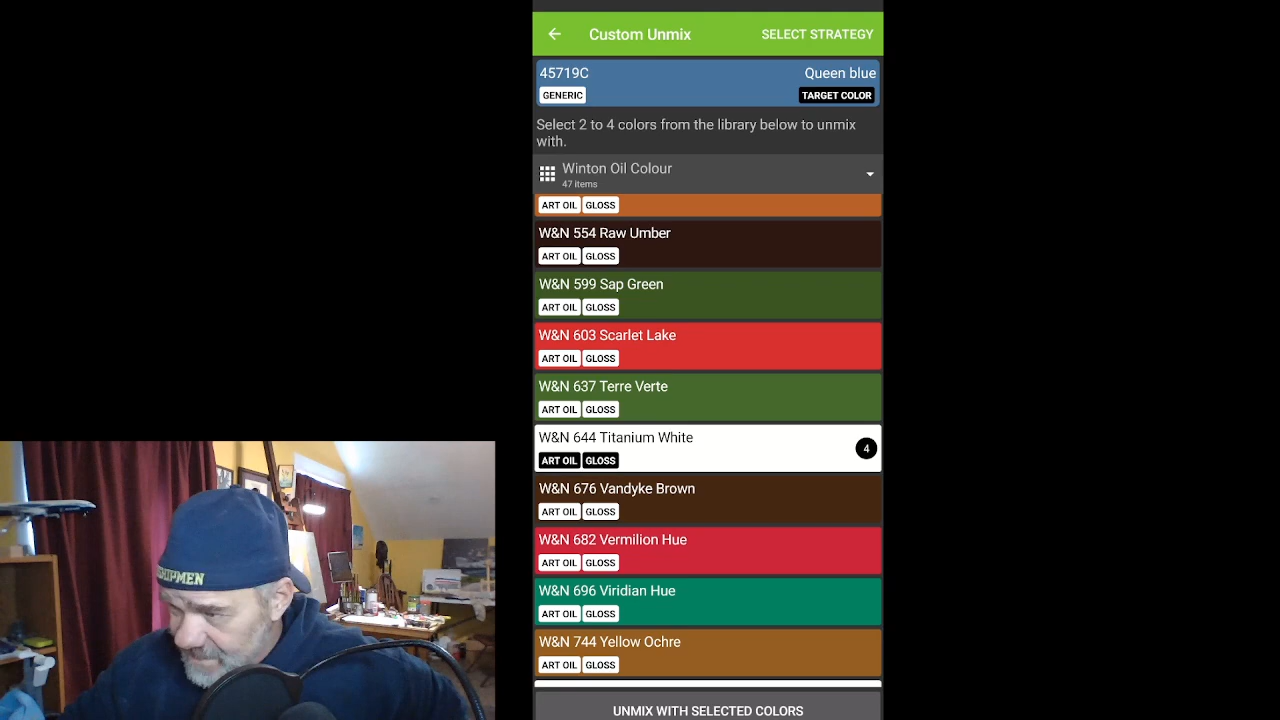 Custom Unmix
SELECT STRATEGY
45719C
Queen blue
GENERIC
TARGET COLOR
Select 2 to 4 colors from the library below to unmix
with.
Winton Oil Colour
47 items
ART OIL GLOSS
W&N 554 Raw Umber
ART OIL GLOSS
W&N 599 Sap Green
ART OIL GLOSS
W&N 603 Scarlet Lake
ART OIL GLOSS
W&N 637 Terre Verte
ART OIL GLOSS
W&N 644 Titanium White
4
ART OIL GLOSS
W&N 676 Vandyke Brown
ART OIL GLOSS
W&N 682 Vermilion Hue
ART OIL GLOSS
W&N 696 Viridian Hue
ART OIL GLOSS
W&N 744 Yellow Ochre
ART OIL GLOSS
UNMIX WITH SELECTED COLORS